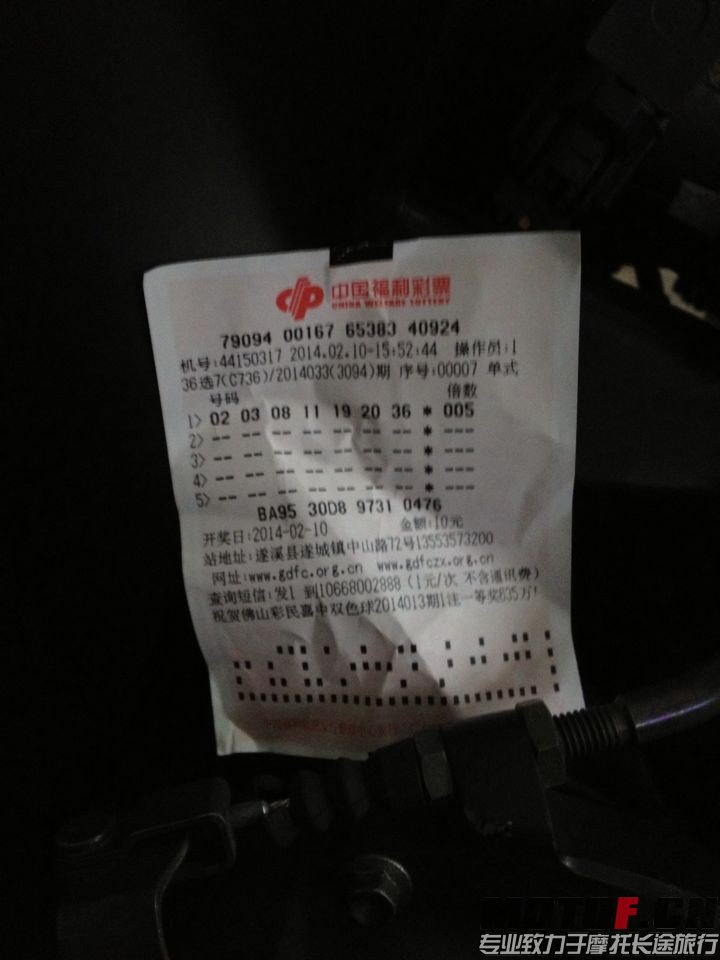 中国福利彩票
CHINA WELFARE LOTTERY
79094 00167 65383 40924
机号:44150317 2014.02.10-15:52:44 操作员:1
36选7(C736)/2014033(3094)期 序号:00007 单式
号码 倍数
1> 02 03 08 11 19 20 36 * 005
2> -- -- -- -- -- -- -- * ---
3> -- -- -- -- -- -- -- * ---
4> -- -- -- -- -- -- -- * ---
5> -- -- -- -- -- -- -- * ---
BA95 30D8 9731 0476
开奖日:2014-02-10 金额:10元
站地址:遂溪县遂城镇中山路72号13553573200
网址:www.gdfc.org.cn www.gdfczx.org.cn
查询短信:发1 到10668002888(1元/次 不含通讯费)
祝贺佛山彩民喜中双色球2014013期1注一等奖635万!
专业致力于摩托长途旅行